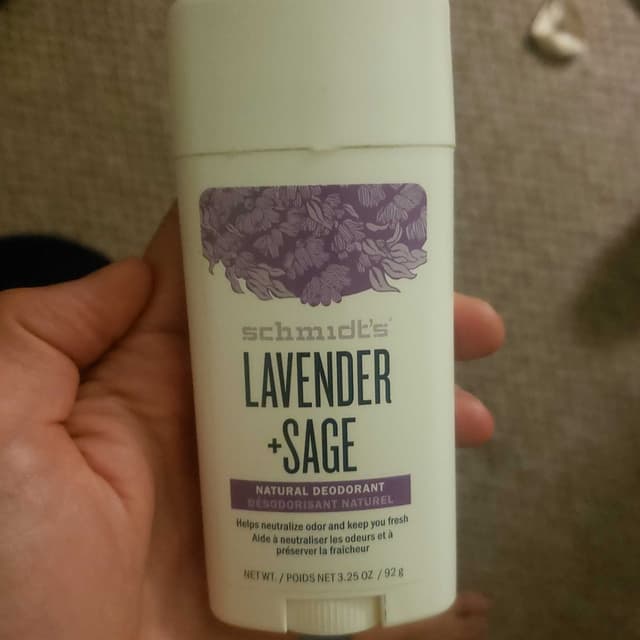 schmidt's
LAVENDER
+SAGE
NATURAL DEODORANT
DÉSODORISANT NATUREL
Helps neutralize odor and keep you fresh
Aide à neutraliser les odeurs et à
préserver la fraîcheur
NET WT. / POIDS NET 3.25 OZ / 92 g